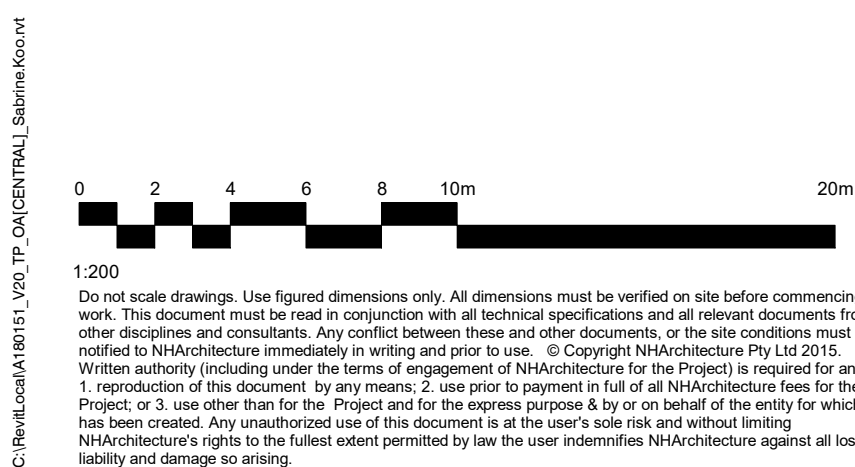 C:\RevitLocal\A180151_V20_TP_OA[CENTRAL]_Sabrine.Koo.rvt
0 2 4 6 8 10m 20m
1:200
Do not scale drawings. Use figured dimensions only. All dimensions must be verified on site before
work. This document must be read in conjunction with all technical specifications and all relevant documents
other disciplines and consultants. Any conflict between these and other documents, or the site conditions must
notified to NHArchitecture immediately in writing and prior to use. © Copyright NHArchitecture Pty Ltd 2015.
Written authority (including under the terms of engagement of NHArchitecture for the Project) is required for
1. reproduction of this document by any means; 2. use prior to payment in full of all NHArchitecture fees for the
Project; or 3. use other than for the Project and for the express purpose & by or on behalf of the entity for which
has been created. Any unauthorized use of this document is at the user's sole risk and without limiting
NHArchitecture's rights to the fullest extent permitted by law the user indemnifies NHArchitecture against all
liability and damage so arising.